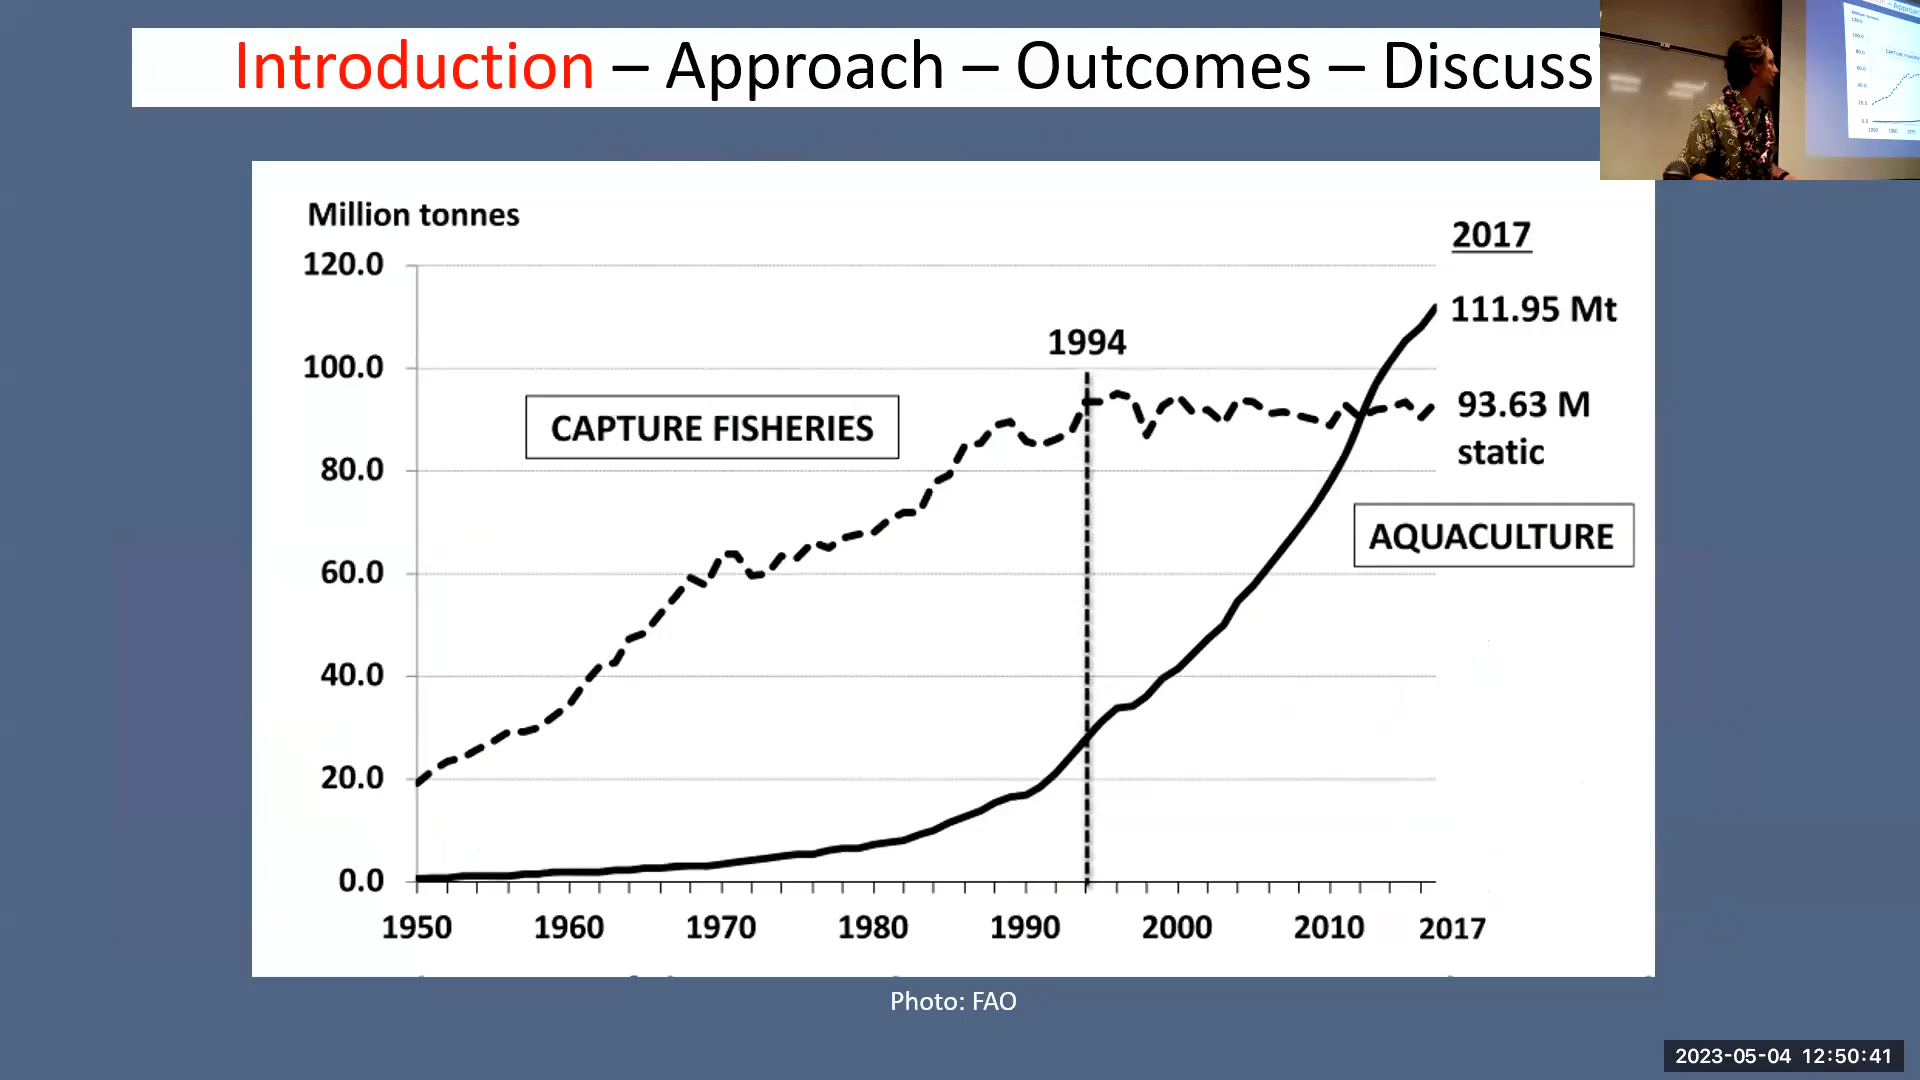 Introduction – Approach – Outcomes – Discuss
Million tonnes
120.0
100.0
80.0
60.0
40.0
20.0
0.0
1950
1960
1970
1980
1990
2000
2010
2017
1994
CAPTURE FISHERIES
2017
111.95 Mt
93.63 M
static
AQUACULTURE
Photo: FAO
2023-05-04 12:50:41